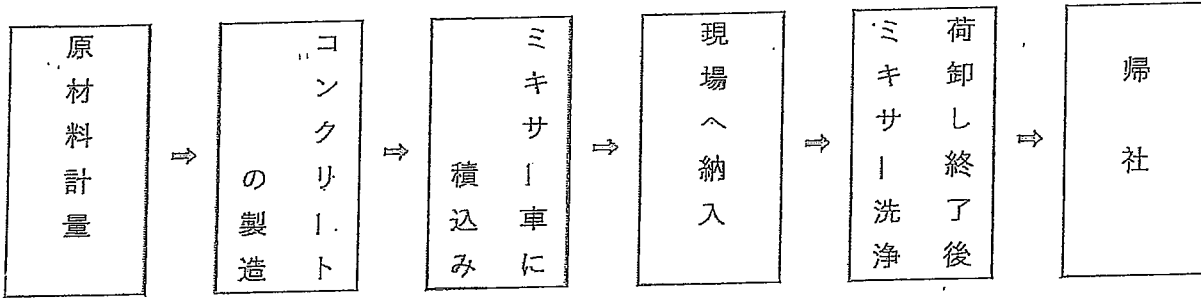 原材料計量
⇨
コンクリート
の製造
⇨
ミキサー車に
積込み
⇨
現場へ納入
⇨
荷卸し終了後
ミキサー洗浄
⇨
帰社